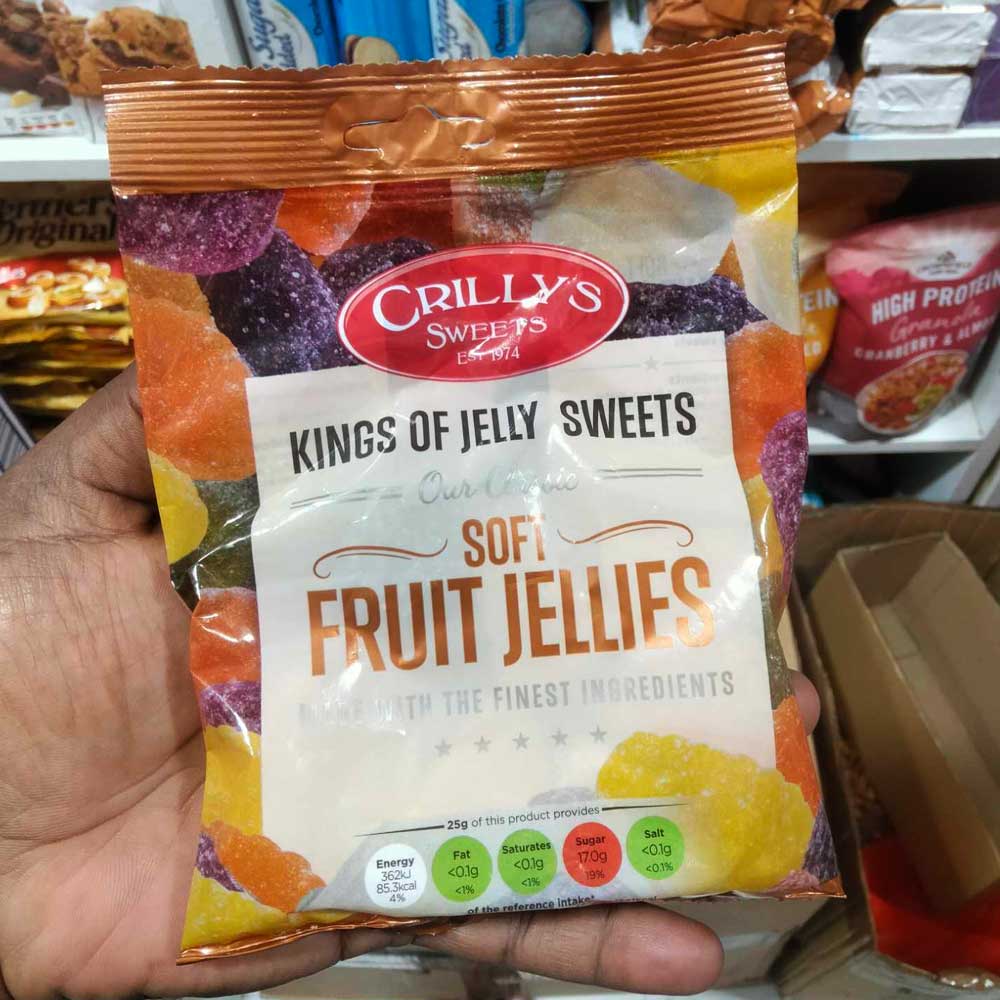 Sugar
Original
CRILLY'S
SWEETS
EST 1974
KINGS OF JELLY SWEETS
Our Classic
SOFT
FRUIT JELLIES
MADE WITH THE FINEST INGREDIENTS
25g of this product provides
Energy
362kJ
85.3kcal
4%
Fat
<0.1g
<1%
Saturates
<0.1g
<1%
Sugar
17.0g
19%
Salt
<0.1g
<0.1%
of the reference intake*
HIGH PROTEIN
CRANBERRY &